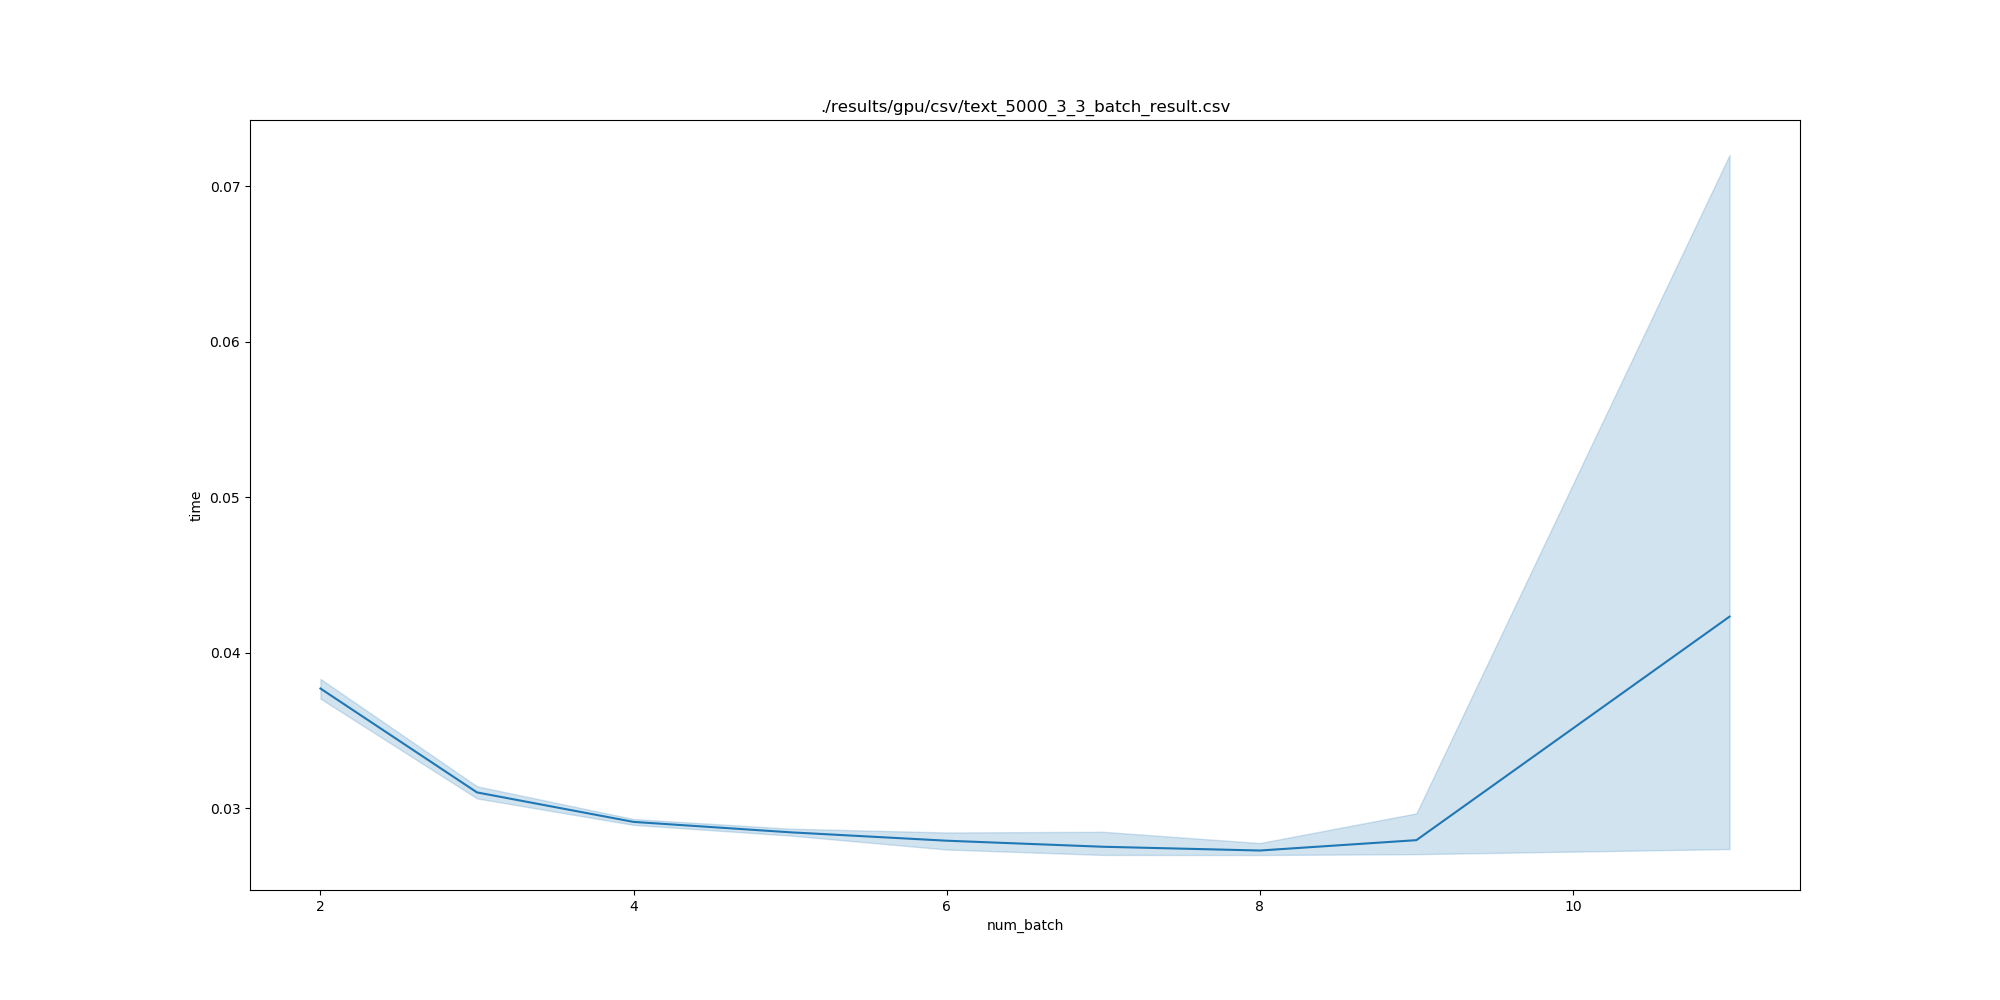 ./results/gpu/csv/text_5000_3_3_batch_result.csv
0.07
0.06
0.05
0.04
0.03
time
2 4 6 8 10
num_batch